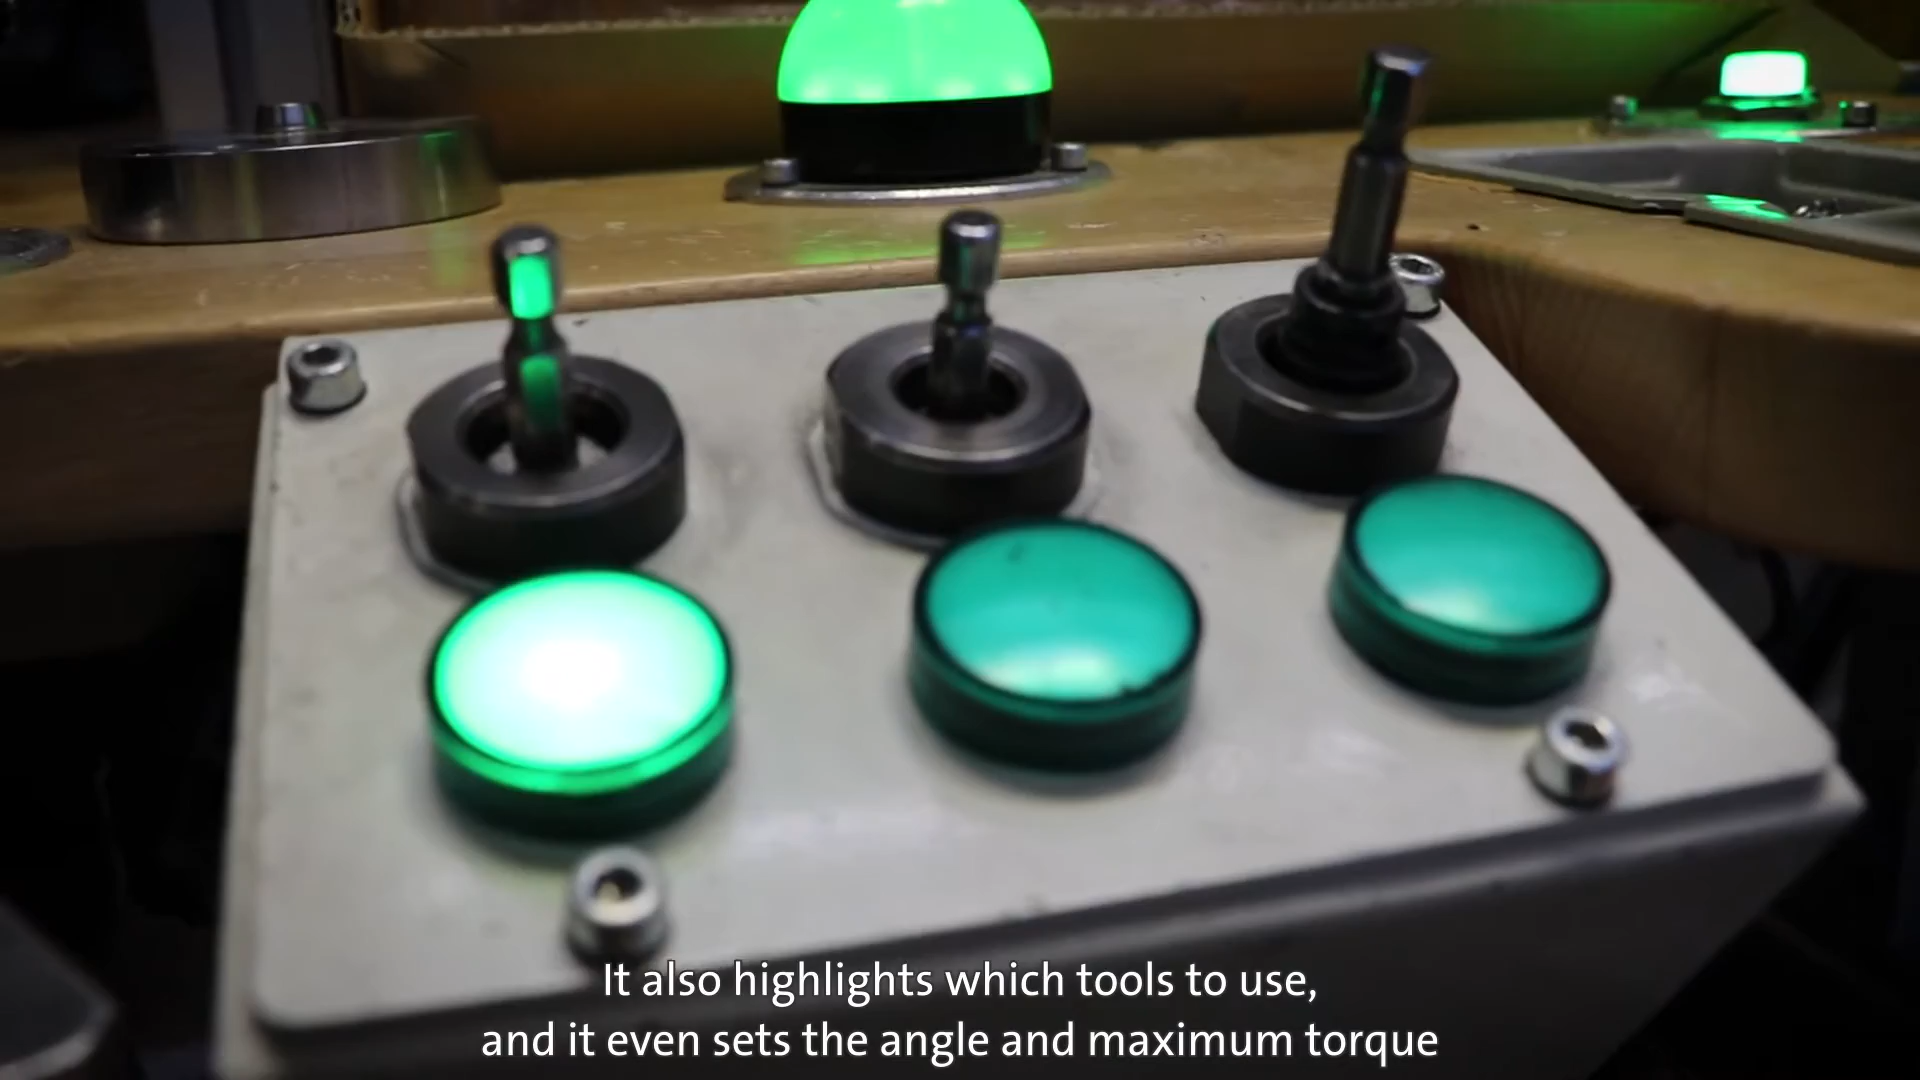 It also highlights which tools to use,
and it even sets the angle and maximum torque